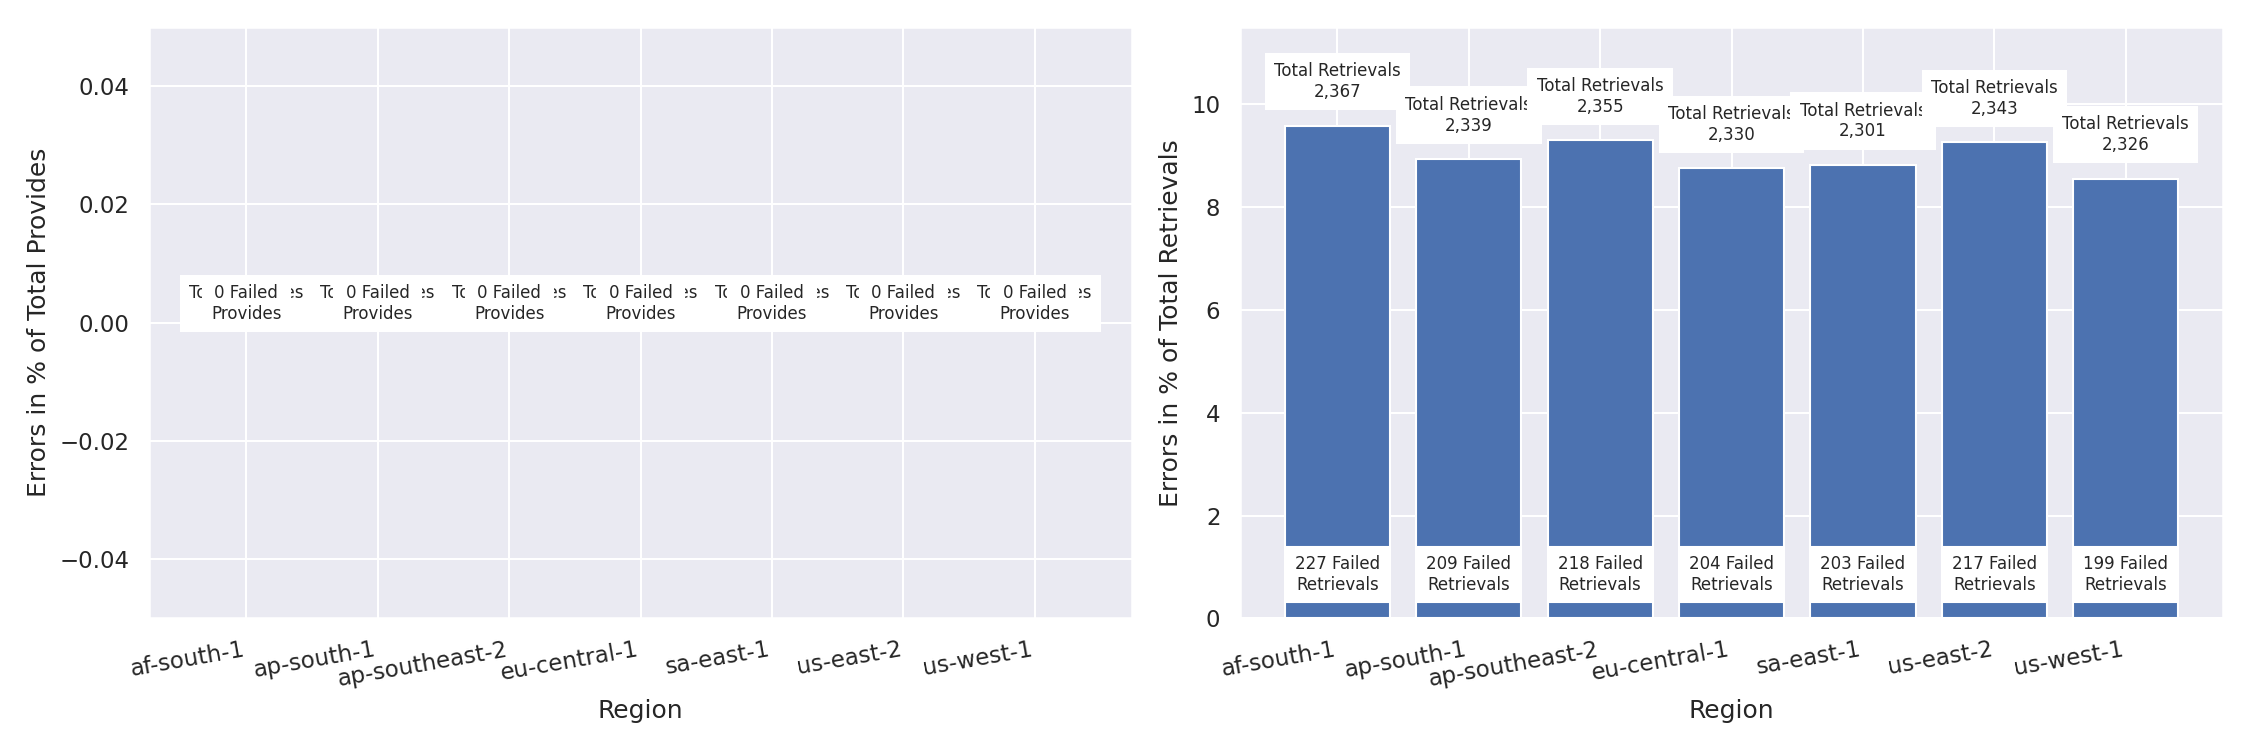 Errors in % of Total Provides
0.04
0.02
0.00
−0.02
−0.04
0 Failed
Provides
0 Failed
Provides
0 Failed
Provides
0 Failed
Provides
0 Failed
Provides
0 Failed
Provides
0 Failed
Provides
af-south-1
ap-south-1
ap-southeast-2
eu-central-1
sa-east-1
us-east-2
us-west-1
Region
Errors in % of Total Retrievals
10
8
6
4
2
0
Total Retrievals
2,367
Total Retrievals
2,339
Total Retrievals
2,355
Total Retrievals
2,330
Total Retrievals
2,301
Total Retrievals
2,343
Total Retrievals
2,326
227 Failed
Retrievals
209 Failed
Retrievals
218 Failed
Retrievals
204 Failed
Retrievals
203 Failed
Retrievals
217 Failed
Retrievals
199 Failed
Retrievals
af-south-1
ap-south-1
ap-southeast-2
eu-central-1
sa-east-1
us-east-2
us-west-1
Region